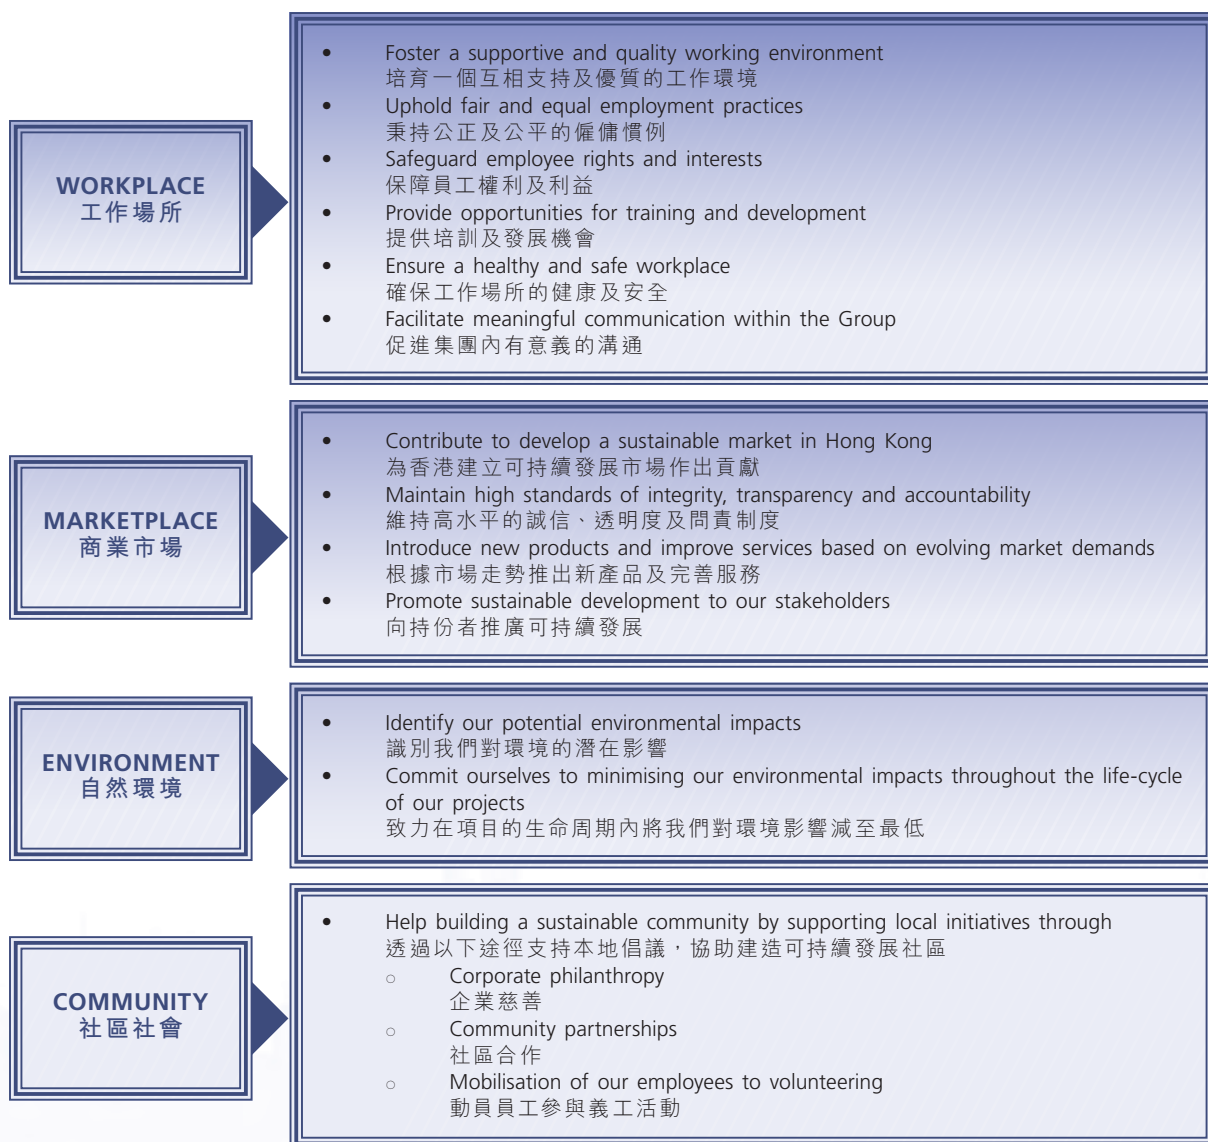 WORKPLACE
工作場所
• Foster a supportive and quality working environment
培育一個互相支持及優質的工作環境
• Uphold fair and equal employment practices
秉持公正及公平的僱傭慣例
• Safeguard employee rights and interests
保障員工權利及利益
• Provide opportunities for training and development
提供培訓及發展機會
• Ensure a healthy and safe workplace
確保工作場所的健康及安全
• Facilitate meaningful communication within the Group
促進集團內有意義的溝通
MARKETPLACE
商業市場
• Contribute to develop a sustainable market in Hong Kong
為香港建立可持續發展市場作出貢獻
• Maintain high standards of integrity, transparency and accountability
維持高水平的誠信、透明度及問責制度
• Introduce new products and improve services based on evolving market demands
根據市場走勢推出新產品及完善服務
• Promote sustainable development to our stakeholders
向持份者推廣可持續發展
ENVIRONMENT
自然環境
• Identify our potential environmental impacts
識別我們對環境的潛在影響
• Commit ourselves to minimising our environmental impacts throughout the life-cycle
of our projects
致力在項目的生命周期內將我們對環境影響減至最低
COMMUNITY
社區社會
• Help building a sustainable community by supporting local initiatives through
透過以下途徑支持本地倡議，協助建造可持續發展社區
○ Corporate philanthropy
企業慈善
○ Community partnerships
社區合作
○ Mobilisation of our employees to volunteering
動員員工參與義工活動